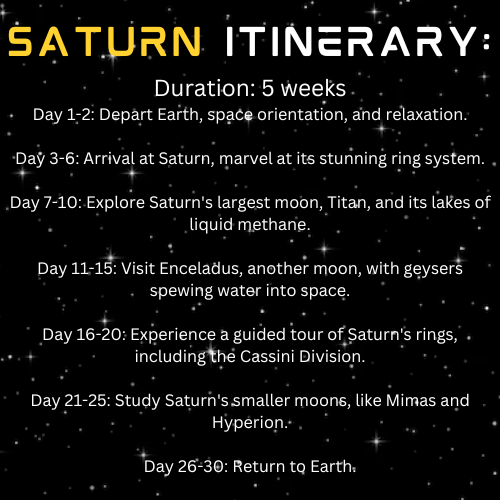 SATURN ITINERARY:
Duration: 5 weeks
Day 1-2: Depart Earth, space orientation, and relaxation.
Day 3-6: Arrival at Saturn, marvel at its stunning ring system.
Day 7-10: Explore Saturn's largest moon, Titan, and its lakes of
liquid methane.
Day 11-15: Visit Enceladus, another moon, with geysers
spewing water into space.
Day 16-20: Experience a guided tour of Saturn's rings,
including the Cassini Division.
Day 21-25: Study Saturn's smaller moons, like Mimas and
Hyperion.
Day 26-30: Return to Earth.